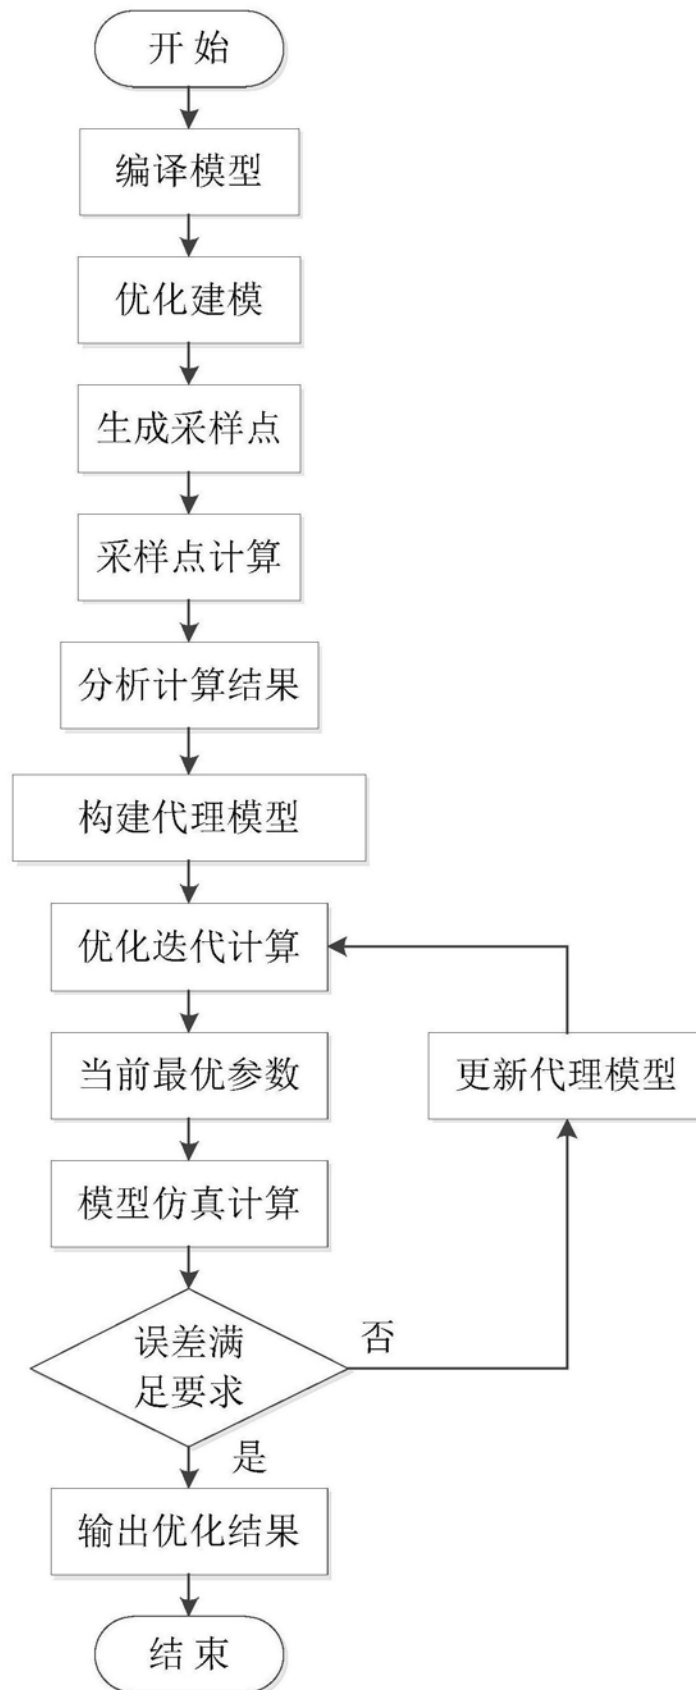 开 始
编译模型
优化建模
生成采样点
采样点计算
分析计算结果
构建代理模型
优化迭代计算
当前最优参数
更新代理模型
模型仿真计算
误差满
足要求
否
是
输出优化结果
结 束